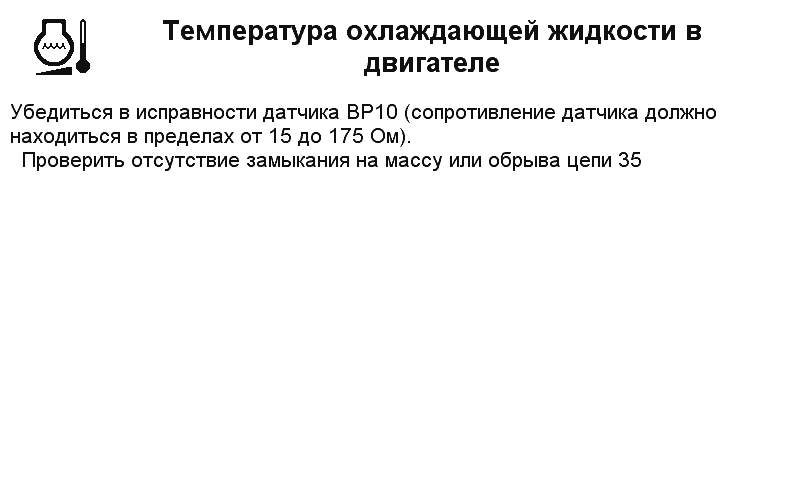 Температура охлаждающей жидкости в
двигателе
Убедиться в исправности датчика BP10 (сопротивление датчика должно
находиться в пределах от 15 до 175 Ом).
Проверить отсутствие замыкания на массу или обрыва цепи 35